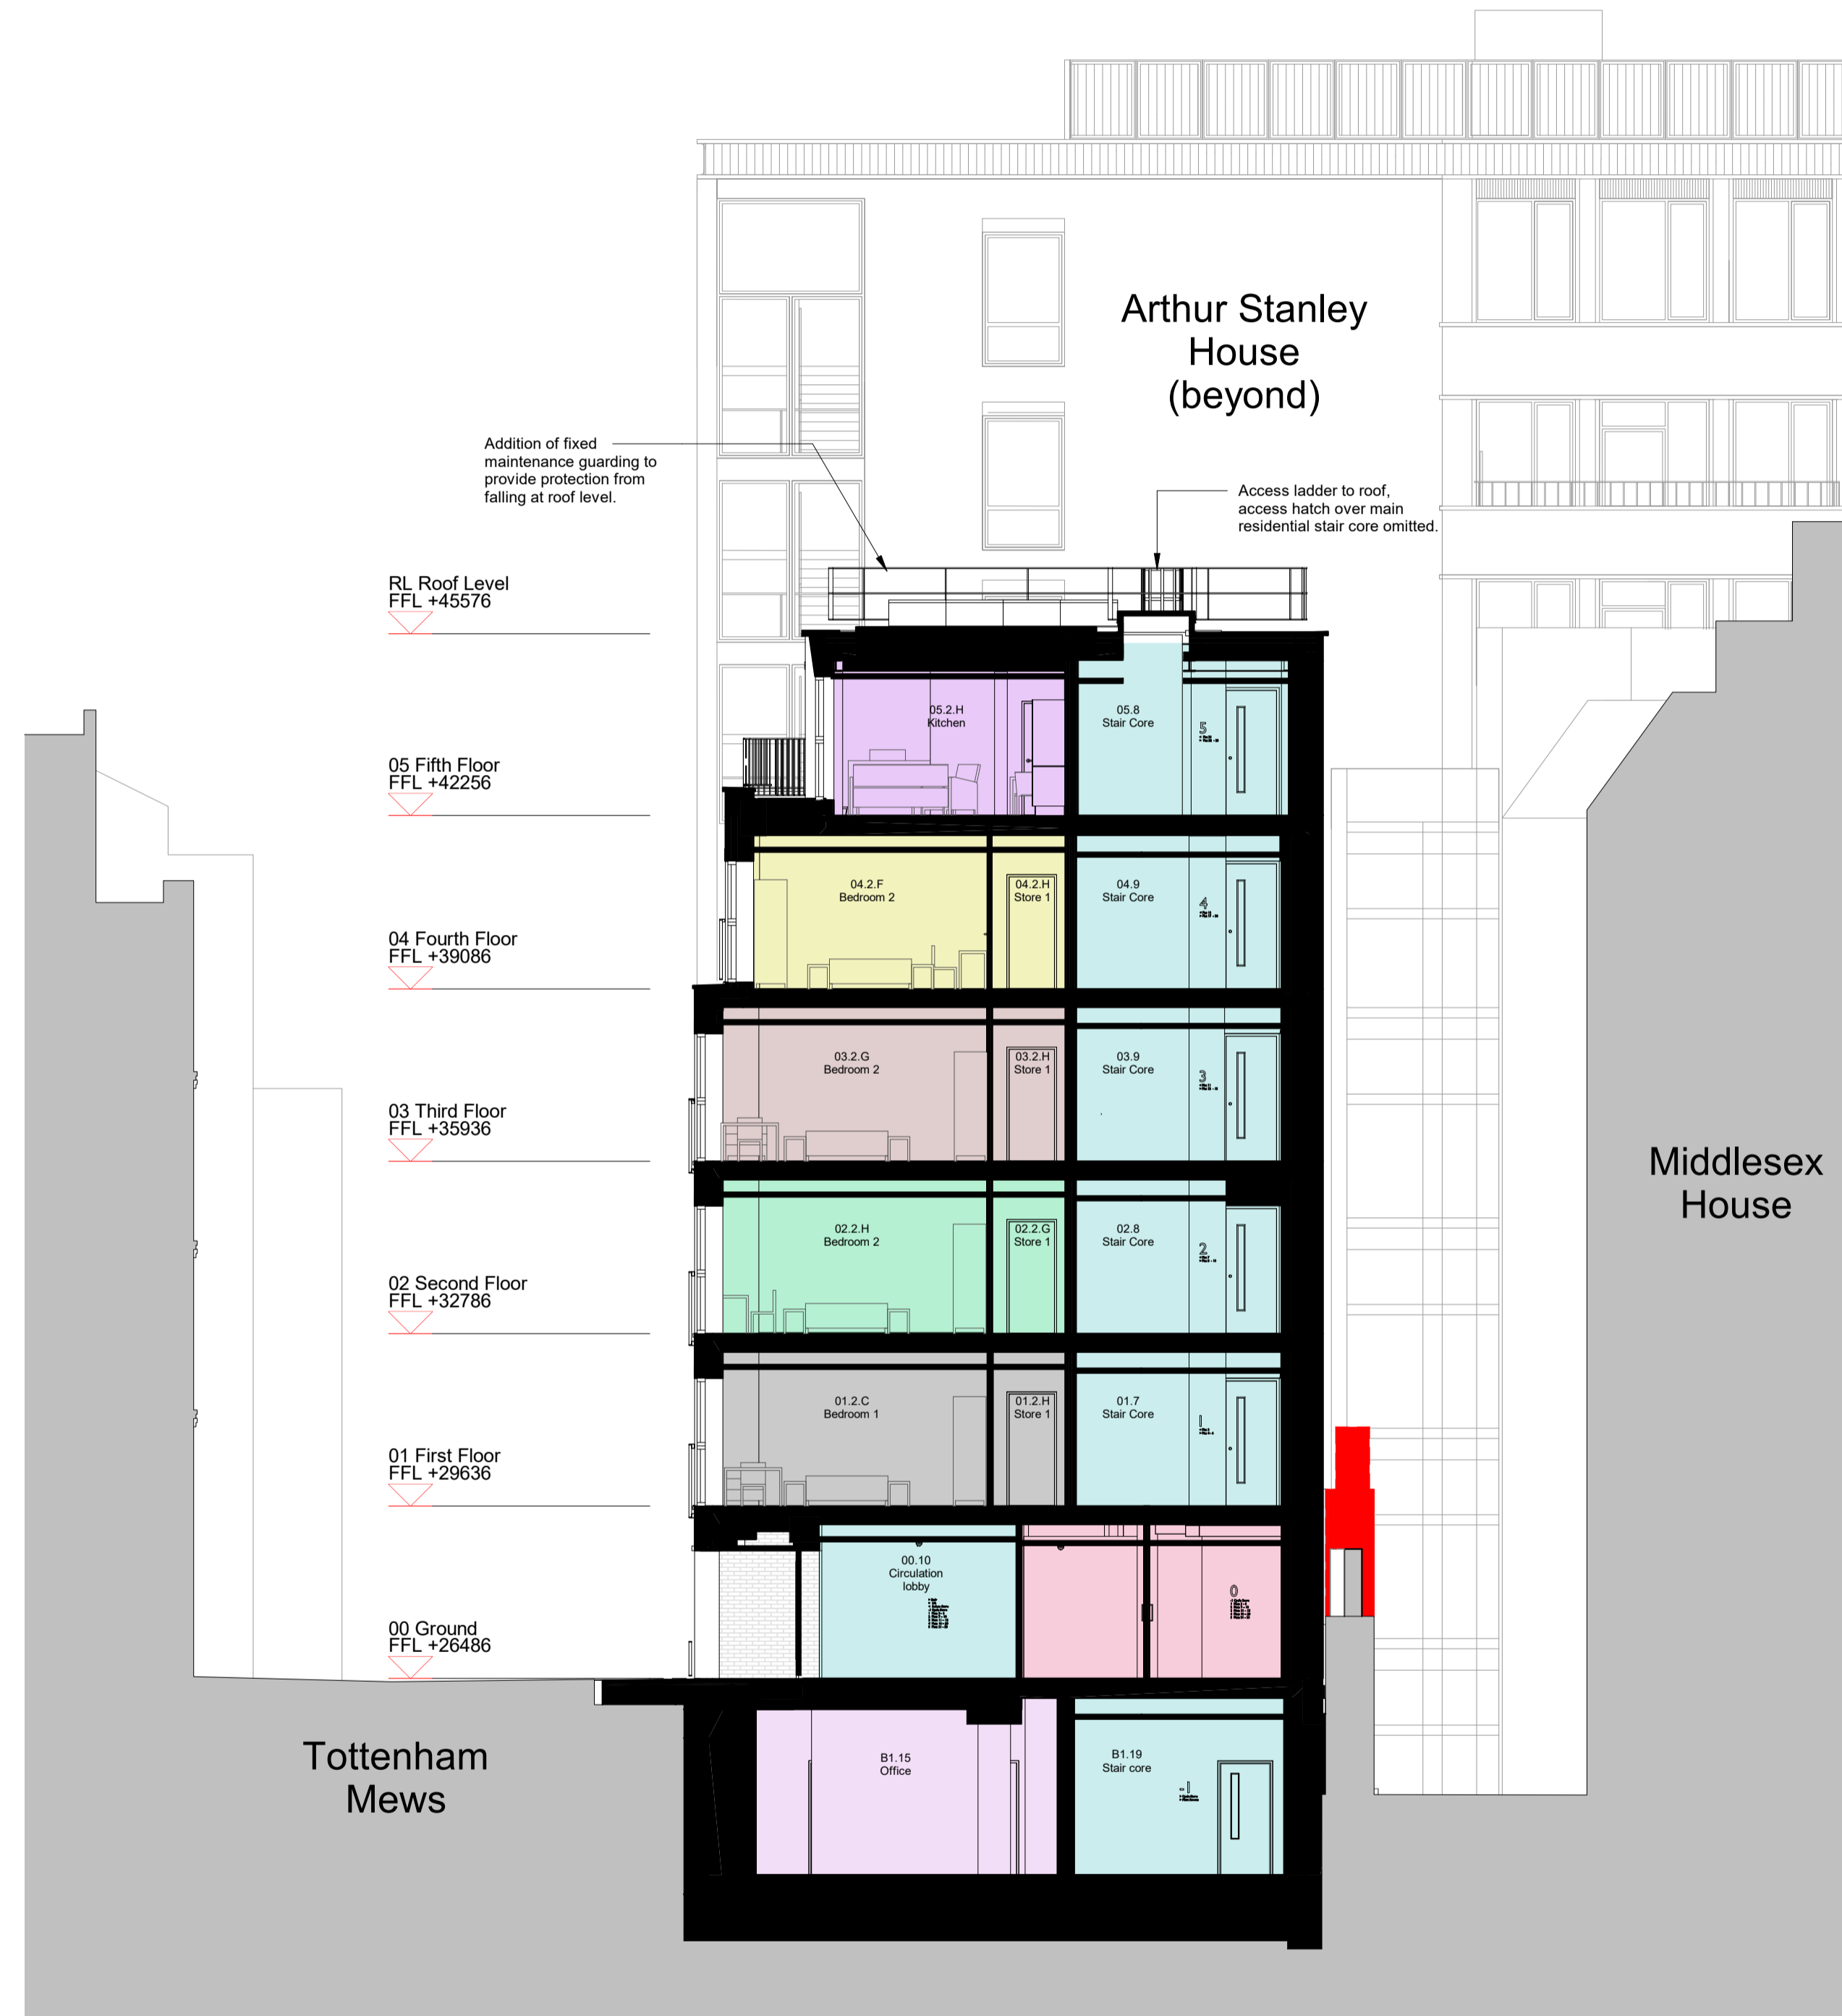 Arthur Stanley
House
(beyond)
Addition of fixed
maintenance guarding to
provide protection from
falling at roof level.
Access ladder to roof,
access hatch over main
residential stair core omitted.
RL Roof Level
FFL +45576
05.2.H
Kitchen
05.8
Stair Core
5
05 Fifth Floor
FFL +42256
04.2.F
Bedroom 2
04.2.H
Store 1
04.9
Stair Core
4
04 Fourth Floor
FFL +39086
03.2.G
Bedroom 2
03.2.H
Store 1
03.9
Stair Core
3
03 Third Floor
FFL +35936
Middlesex
House
02.2.H
Bedroom 2
02.2.G
Store 1
02.8
Stair Core
2
02 Second Floor
FFL +32786
01.2.C
Bedroom 1
01.2.H
Store 1
01.7
Stair Core
1
01 First Floor
FFL +29636
00.10
Circulation
lobby
0
00 Ground
FFL +26486
Tottenham
Mews
B1.15
Office
B1.19
Stair core
-1